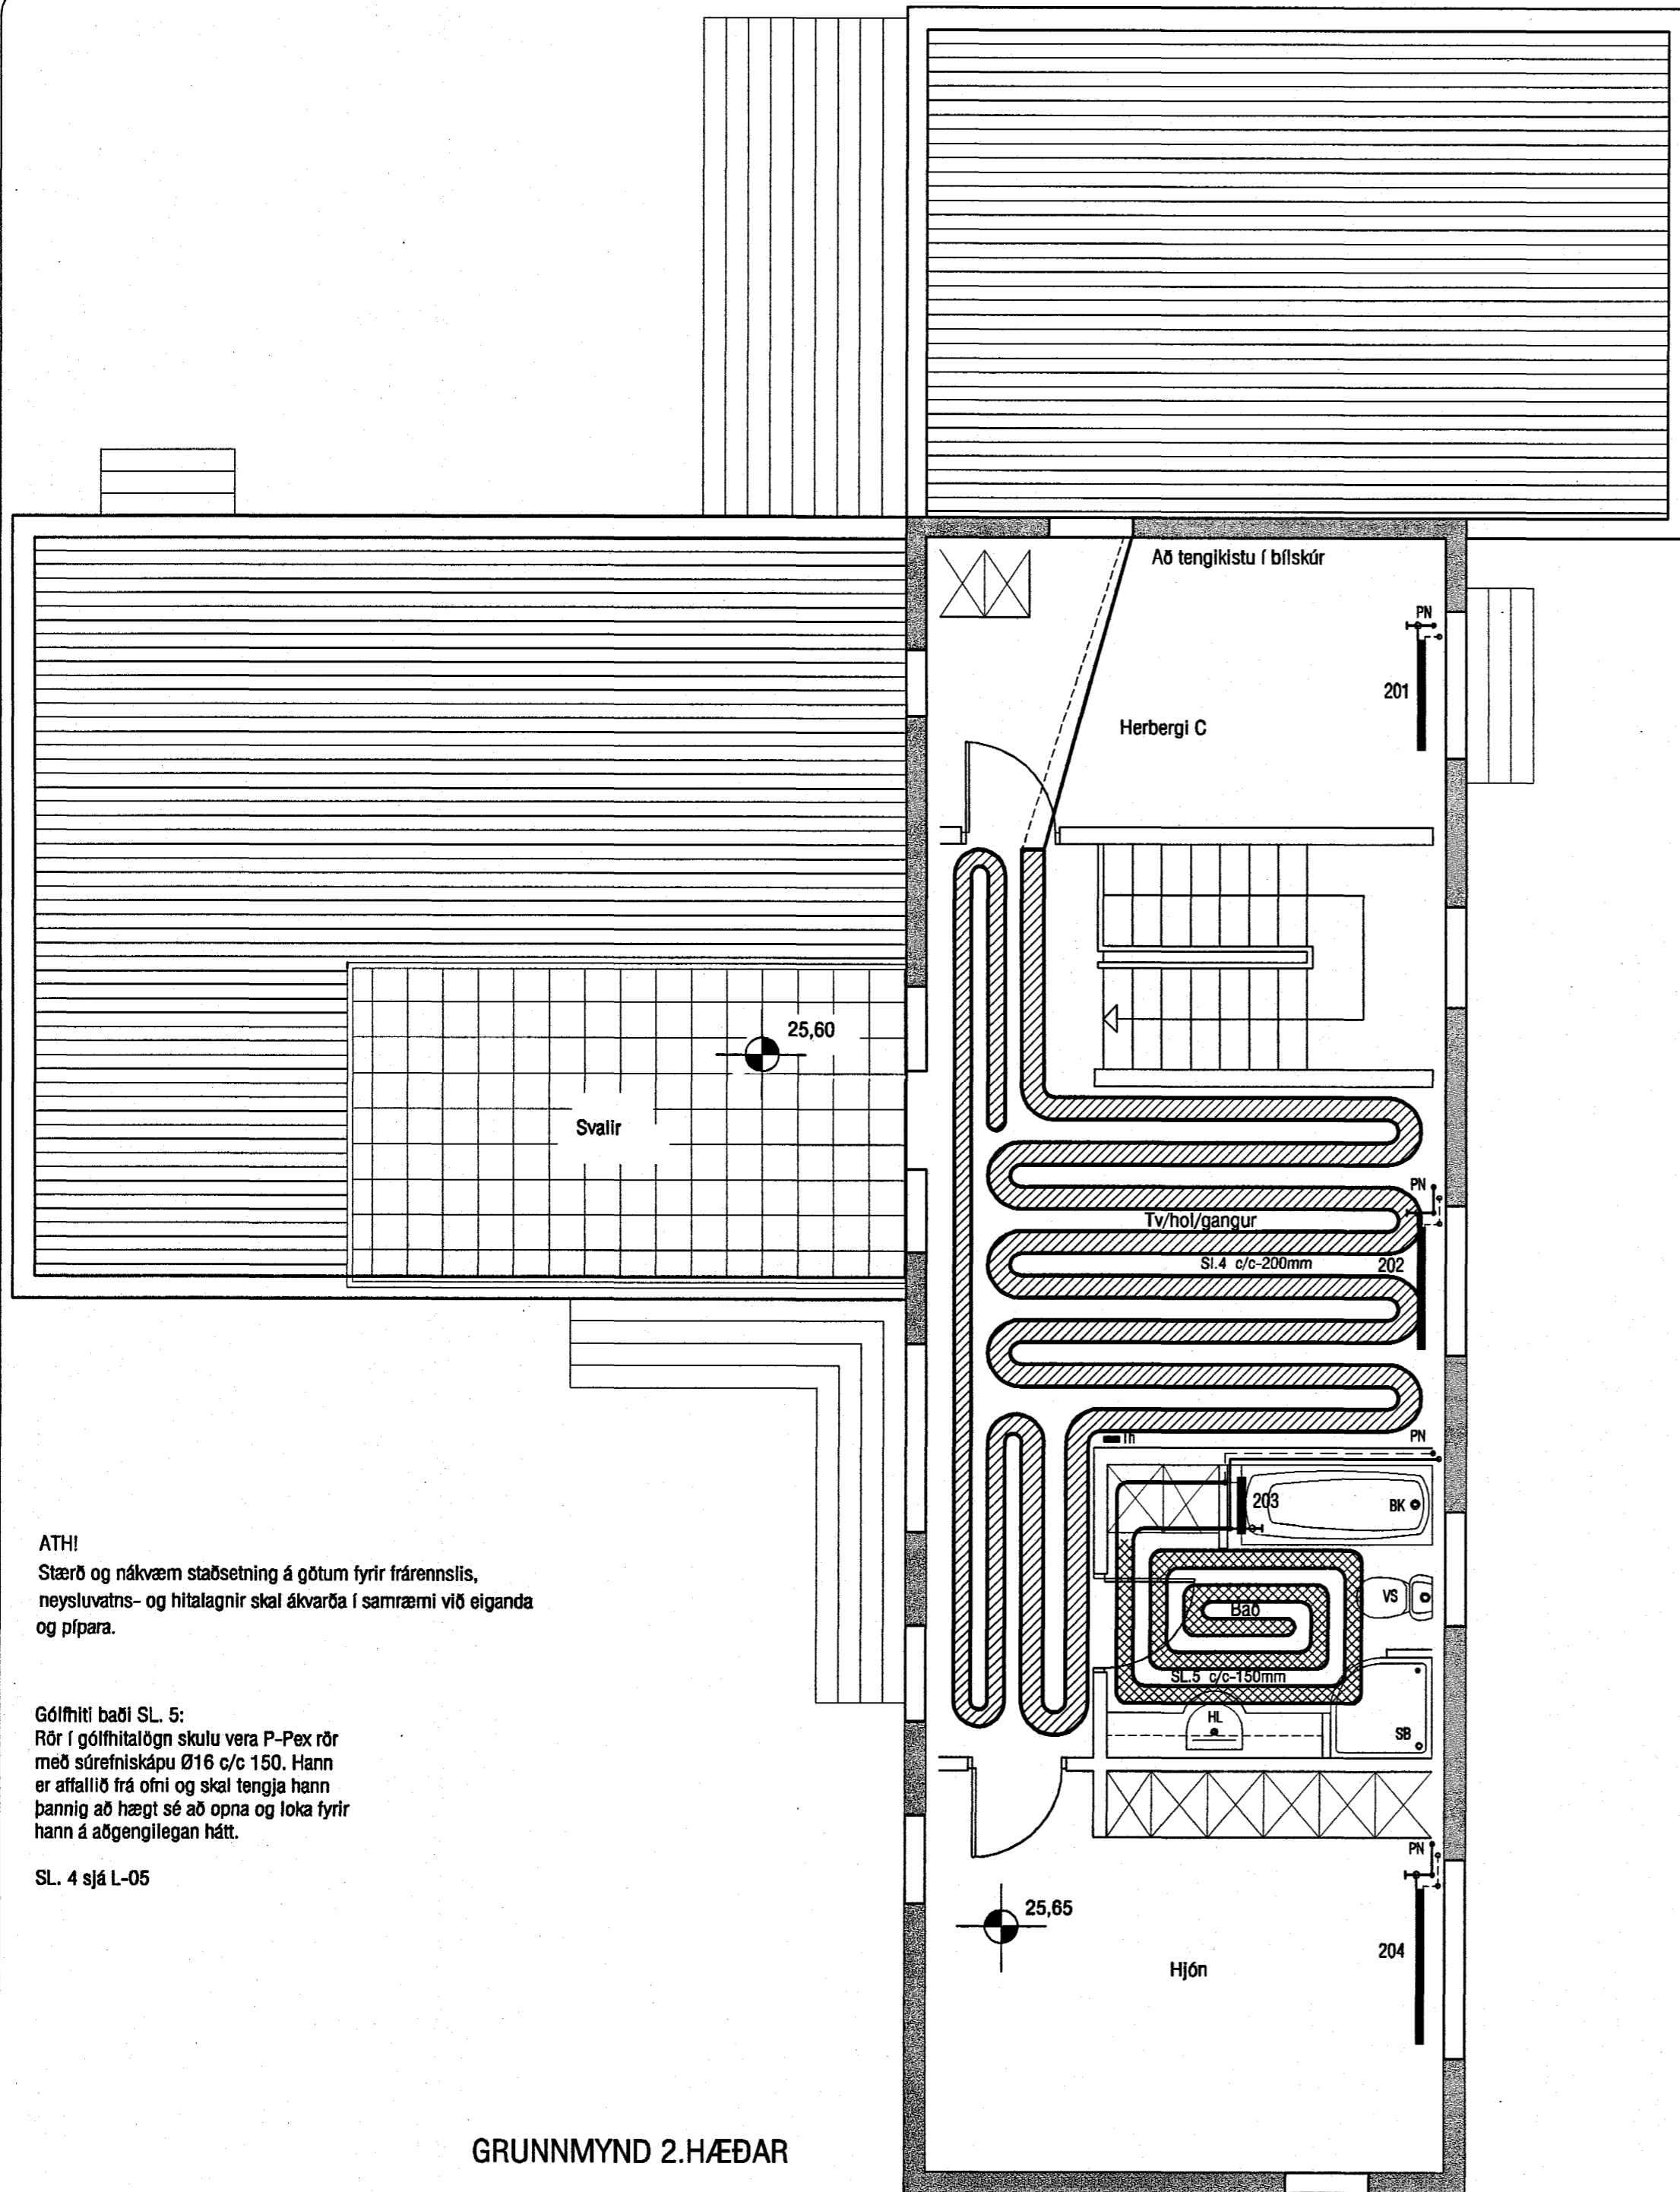 Að tengikistu í bílskúr
PN
201
Herbergi C
25,60
Svalir
PN
Tv/hol/gangur
Sl.4 c/c-200mm
202
Ih
PN
203
BK
VS
Bað
SL.5 c/c-150mm
HL
SB
ATH!
Stærð og nákvæm staðsetning á götum fyrir frárennslis,
neysluvatns- og hitalagnir skal ákvarða í samræmi við eiganda
og pípara.
Gólfhiti baði SL. 5:
Rör í gólfhitalögn skulu vera P-Pex rör
með súrefniskápu Ø16 c/c 150. Hann
er affallið frá ofni og skal tengja hann
þannig að hægt sé að opna og loka fyrir
hann á aðgengilegan hátt.
SL. 4 sjá L-05
PN
25,65
204
Hjón
GRUNNMYND 2.HÆÐAR